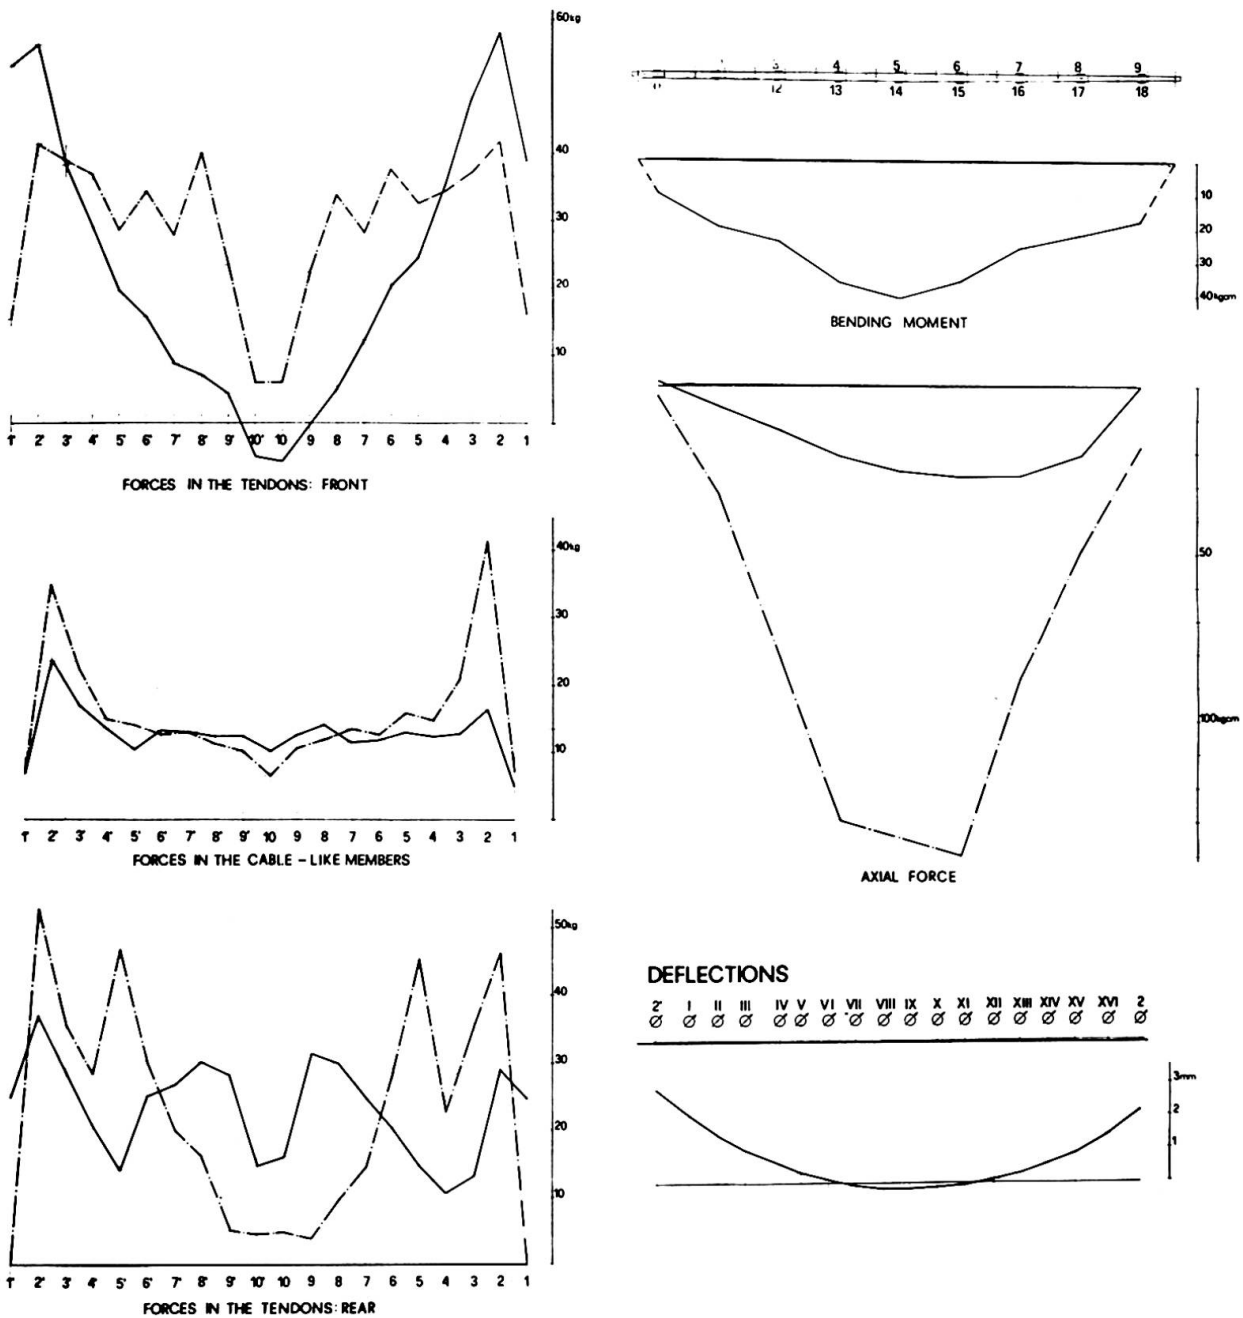 60kg
40
30
20
10
1' 2' 3' 4' 5' 6' 7' 8' 9' 10' 10 9 8 7 6 5 4 3 2 1
FORCES IN THE TENDONS: FRONT
40kg
30
20
10
1' 2' 3' 4' 5' 6' 7' 8' 9' 10 9 8 7 6 5 4 3 2 1
FORCES IN THE CABLE - LIKE MEMBERS
50kg
40
30
20
10
1' 2' 3' 4' 5' 6' 7' 8' 9' 10' 10 9 8 7 6 5 4 3 2 1
FORCES IN THE TENDONS: REAR
4 5 6 7 8 9
12 13 14 15 16 17 18
10
20
30
40kgcm
BENDING MOMENT
50
100kgcm
AXIAL FORCE
DEFLECTIONS
2' I II III IV V VI VII VIII IX X XI XII XIII XIV XV XVI 2
3mm
2
1